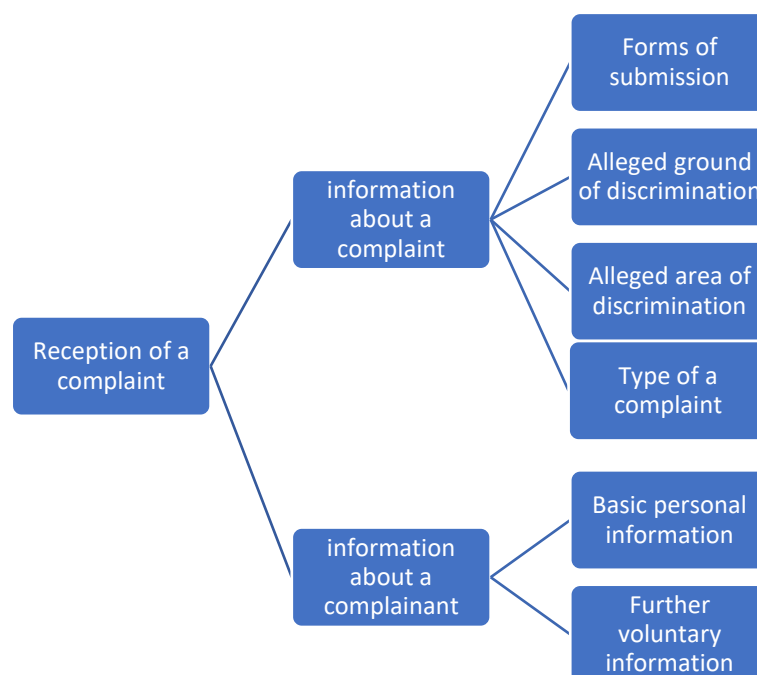 Forms of
submission
Alleged ground
of discrimination
information
about a
complaint
Alleged area of
discrimination
Reception of a
complaint
Type of a
complaint
Basic personal
information
information
about a
complainant
Further
voluntary
information